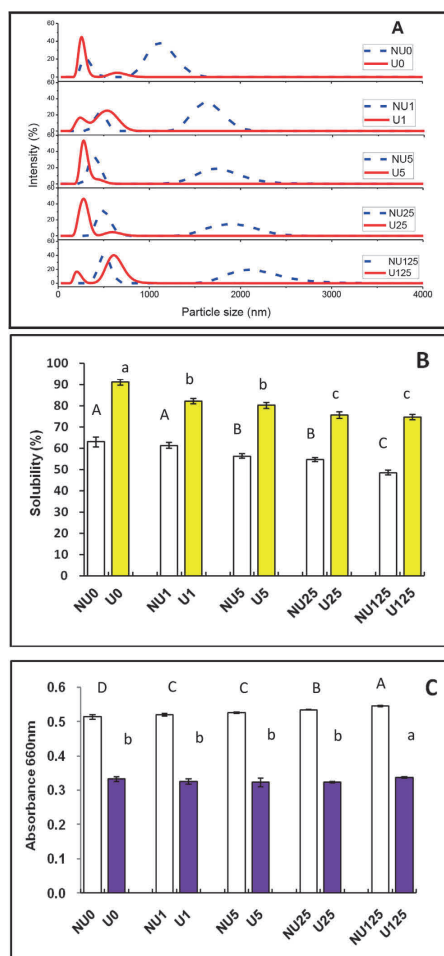 A
60
40
20
0
NU0
U0
60
40
20
0
NU1
U1
60
40
20
0
NU5
U5
60
40
20
0
NU25
U25
60
40
20
0
NU125
U125
Intensity (%)
0 1000 2000 3000 4000
Particle size (nm)
B
100
90
80
70
60
50
40
30
20
10
0
Solubility (%)
A a A b B b B c C c
NU0 U0 NU1 U1 NU5 U5 NU25 U25 NU125 U125
C
0.6
0.5
0.4
0.3
0.2
0.1
0.0
Absorbance 660nm
D C C B A
b b b b a
NU0 U0 NU1 U1 NU5 U5 NU25 U25 NU125 U125